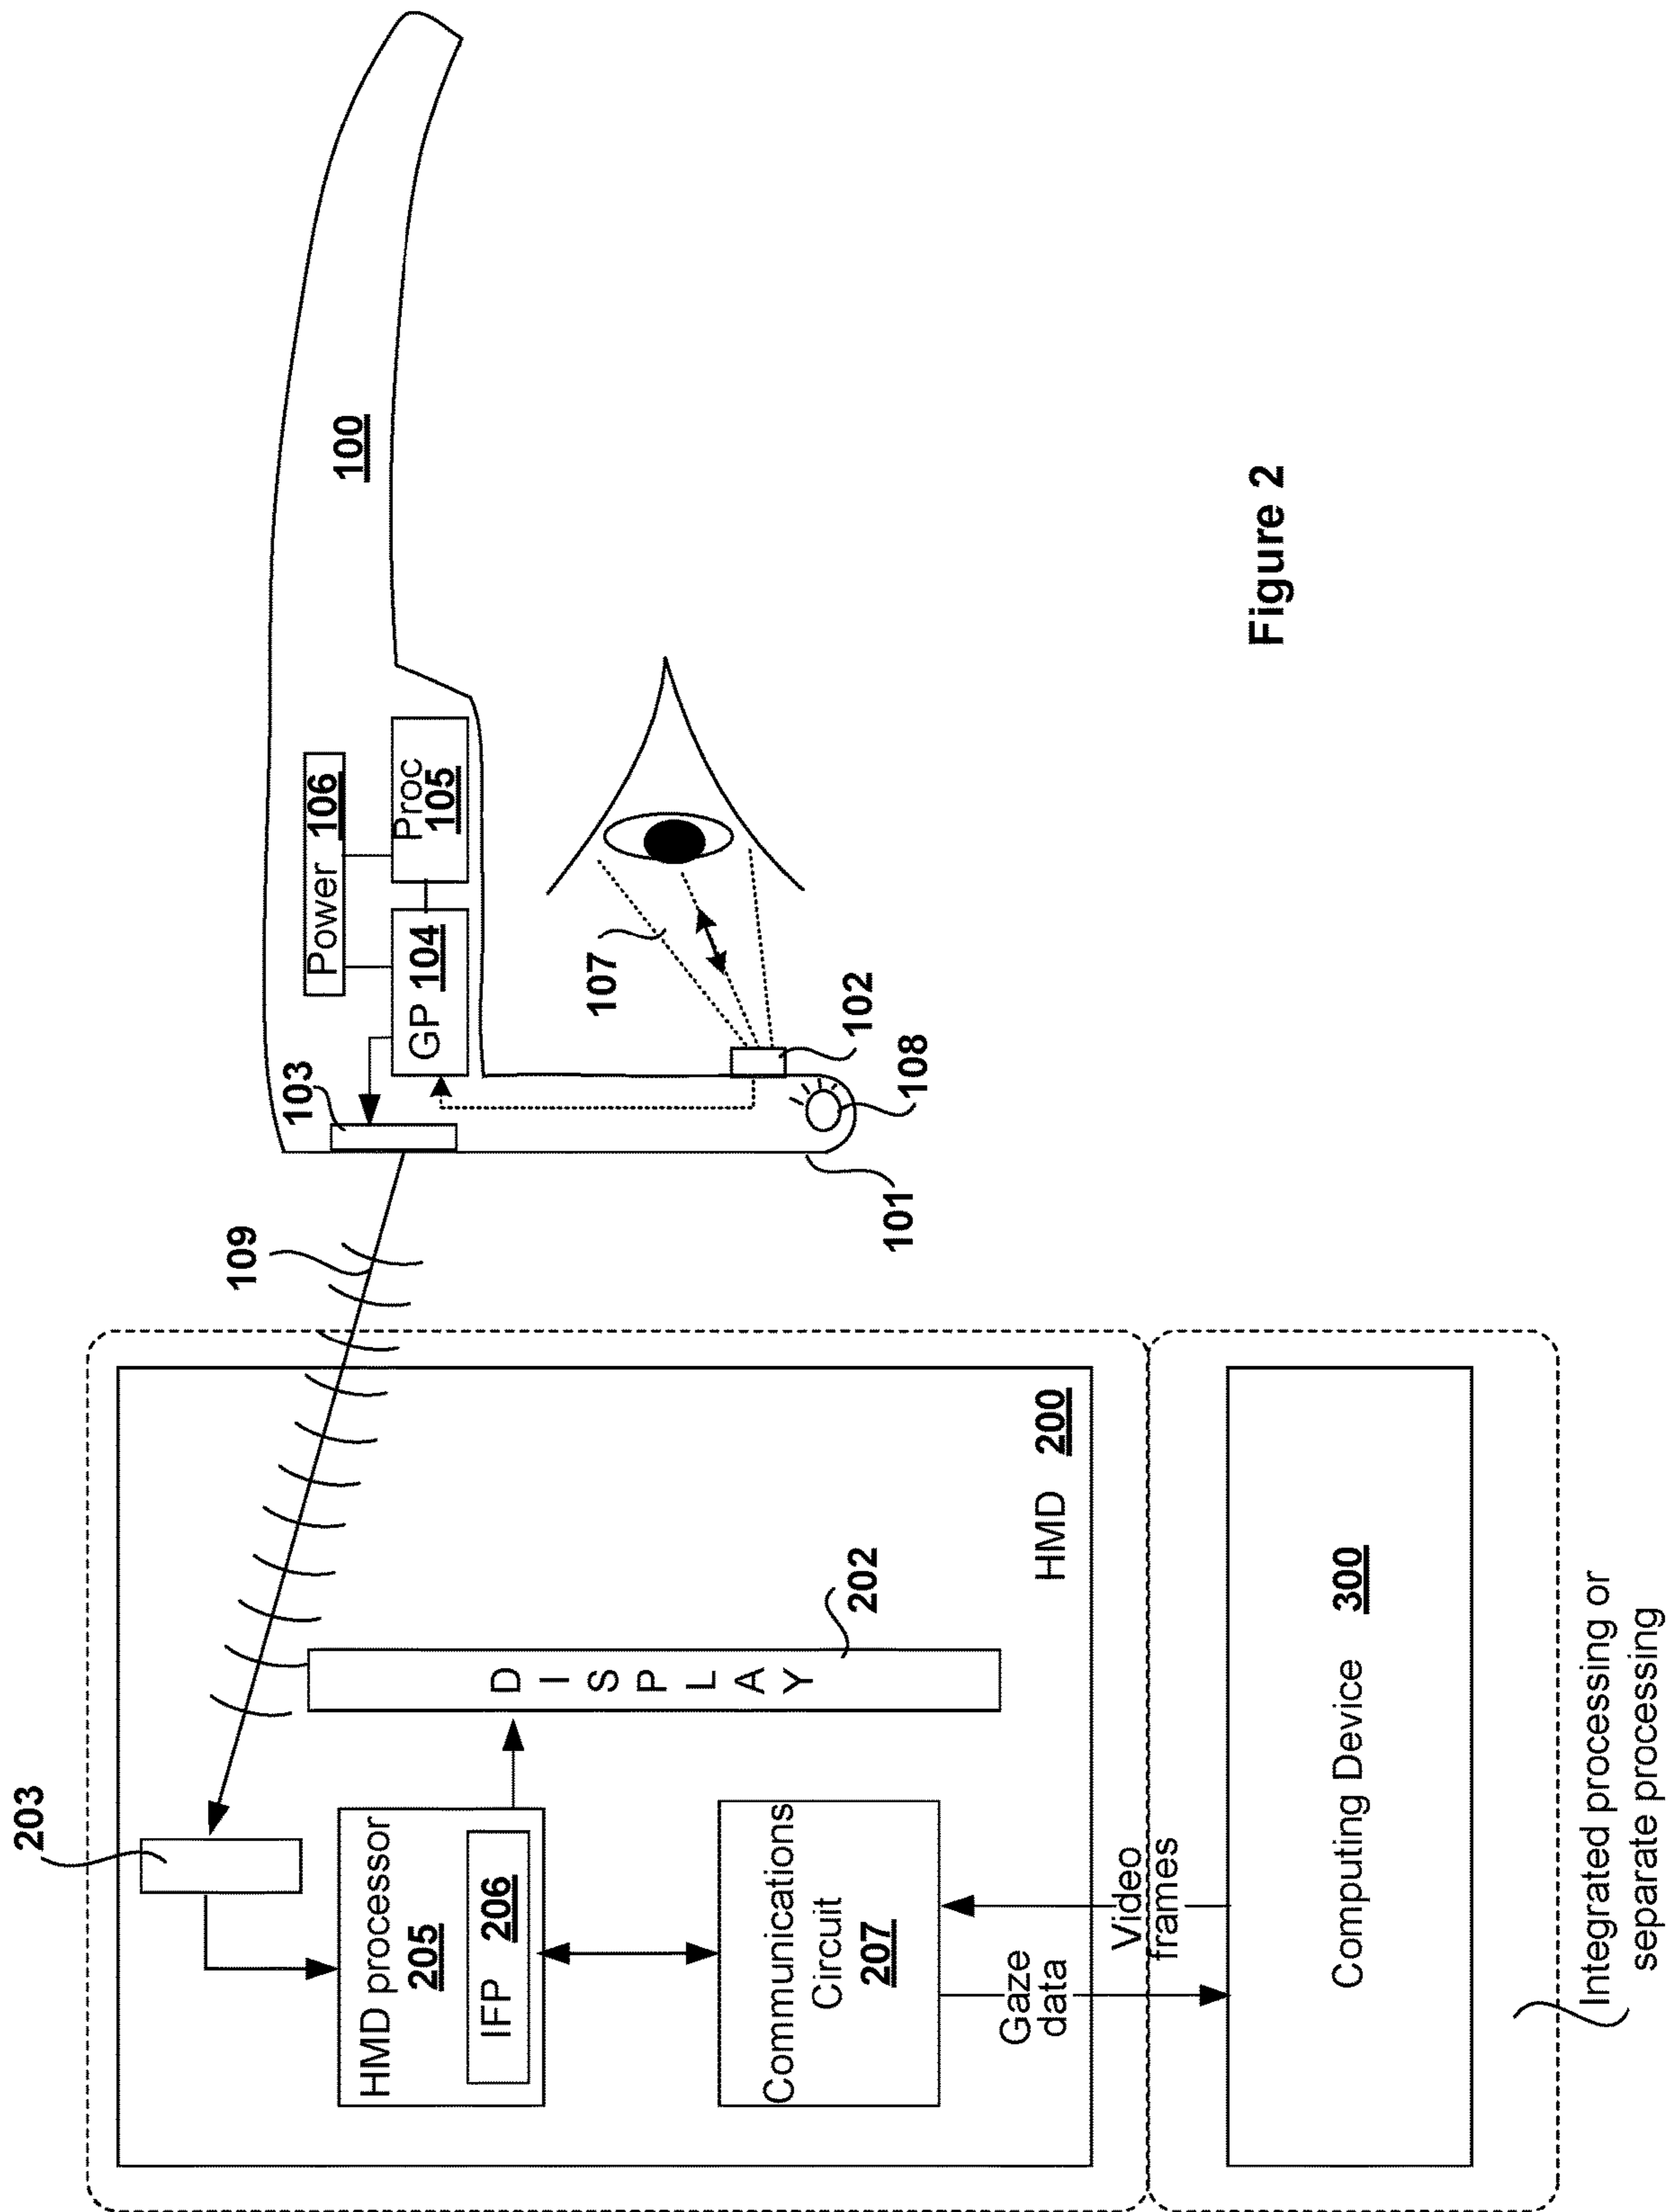 203
109
103
Power 106
100
HMD processor
205
IFP 206
GP 104
Proc
105
DISPLAY
202
107
102
108
101
Communications
Circuit
207
HMD 200
Gaze
data
Video
frames
Computing Device 300
Integrated processing or
separate processing
Figure 2